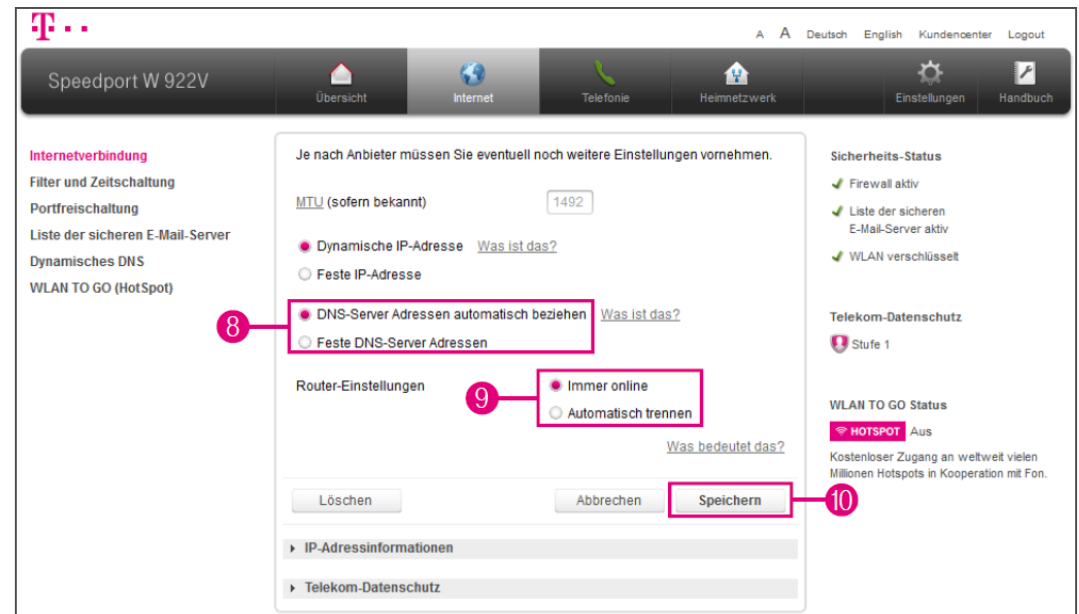 T
A A Deutsch English Kundencenter Logout
Speedport W 922V
Übersicht
Internet
Telefonie
Heimnetzwerk
Einstellungen
Handbuch
Internetverbindung
Filter und Zeitschaltung
Portfreischaltung
Liste der sicheren E-Mail-Server
Dynamisches DNS
WLAN TO GO (HotSpot)
Je nach Anbieter müssen Sie eventuell noch weitere Einstellungen vornehmen.
MTU (sofern bekannt) 1492
Dynamische IP-Adresse Was ist das?
Feste IP-Adresse
8
DNS-Server Adressen automatisch beziehen Was ist das?
Feste DNS-Server Adressen
Router-Einstellungen
9
Immer online
Automatisch trennen
Was bedeutet das?
Löschen Abbrechen Speichern
10
IP-Adressinformationen
Telekom-Datenschutz
Sicherheits-Status
Firewall aktiv
Liste der sicheren
E-Mail-Server aktiv
WLAN verschlüsselt
Telekom-Datenschutz
Stufe 1
WLAN TO GO Status
HOTSPOT Aus
Kostenloser Zugang an weltweit vielen
Millionen Hotspots in Kooperation mit Fon.